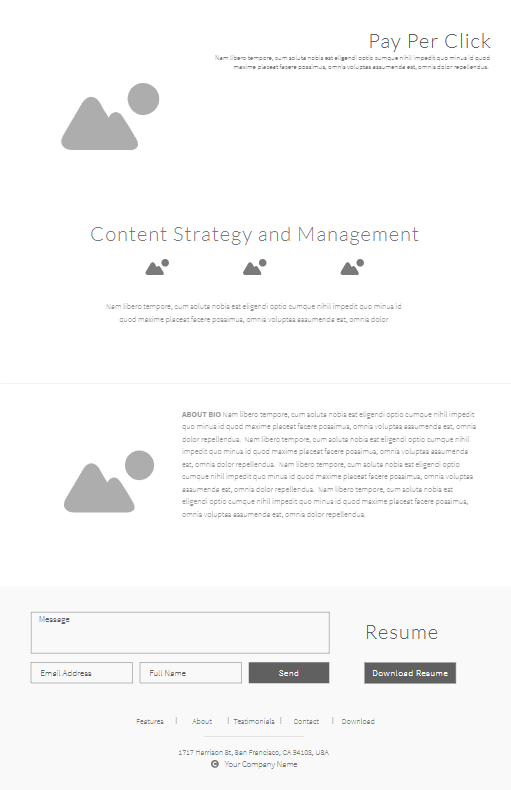 Pay Per Click
Nam libero tempore, cum soluta nobis est eligendi optio cumque nihil impedit quo minus id quod
maxime placeat facere possimus, omnis voluptas assumenda est, omnis dolor repellendus.
Content Strategy and Management
Nam libero tempore, cum soluta nobis est eligendi optio cumque nihil impedit quo minus id
quod maxime placeat facere possimus, omnis voluptas assumenda est, omnis dolor
ABOUT BIO Nam libero tempore, cum soluta nobis est eligendi optio cumque nihil impedit
quo minus id quod maxime placeat facere possimus, omnis voluptas assumenda est, omnis
dolor repellendus. Nam libero tempore, cum soluta nobis est eligendi optio cumque nihil
impedit quo minus id quod maxime placeat facere possimus, omnis voluptas assumenda
est, omnis dolor repellendus. Nam libero tempore, cum soluta nobis est eligendi optio
cumque nihil impedit quo minus id quod maxime placeat facere possimus, omnis voluptas
assumenda est, omnis dolor repellendus. Nam libero tempore, cum soluta nobis est
eligendi optio cumque nihil impedit quo minus id quod maxime placeat facere possimus,
omnis voluptas assumenda est, omnis dolor repellendus.
Message
Email Address
Full Name
Send
Resume
Download Resume
Features | About | Testimonials | Contact | Download
1717 Harrison St, San Francisco, CA 94103, USA
© Your Company Name